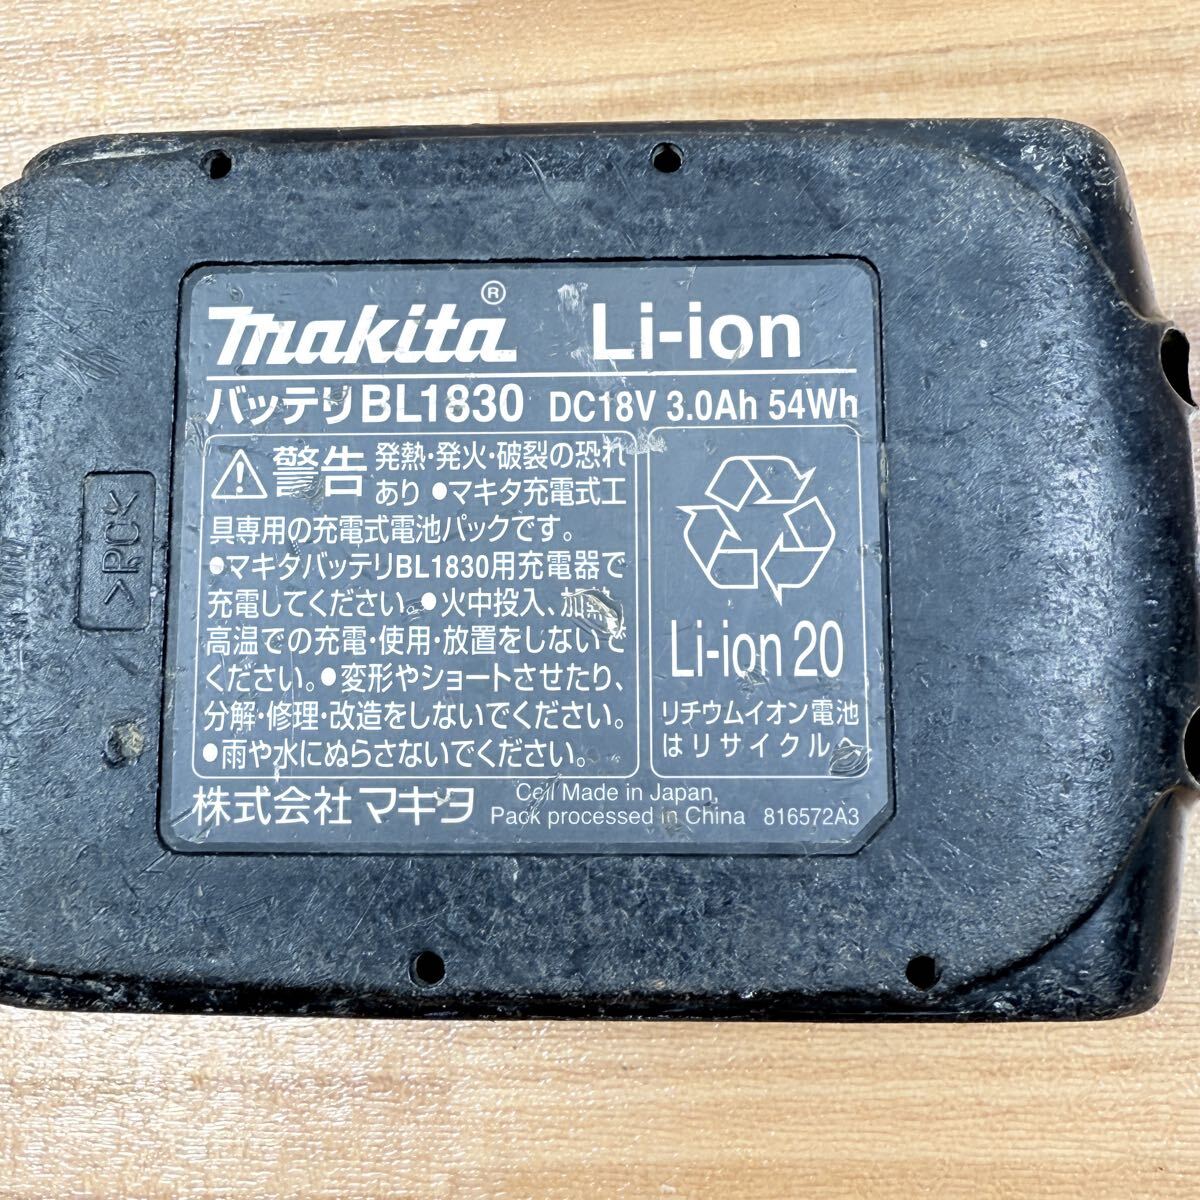 makita® Li-ion
バッテリBL1830 DC18V 3.0Ah 54Wh
警告 発熱・発火・破裂の恐れ
あり ●マキタ充電式工
具専用の充電式電池パックです。
●マキタバッテリBL1830用充電器で
充電してください。●火中投入、加熱、
高温での充電・使用・放置をしないで
ください。●変形やショートさせたり、
分解・修理・改造をしないでください。
●雨や水にぬらさないでください。
Li-ion 20
リチウムイオン電池
はリサイクルへ
株式会社マキタ
Cell Made in Japan,
Pack processed in China 816572A3